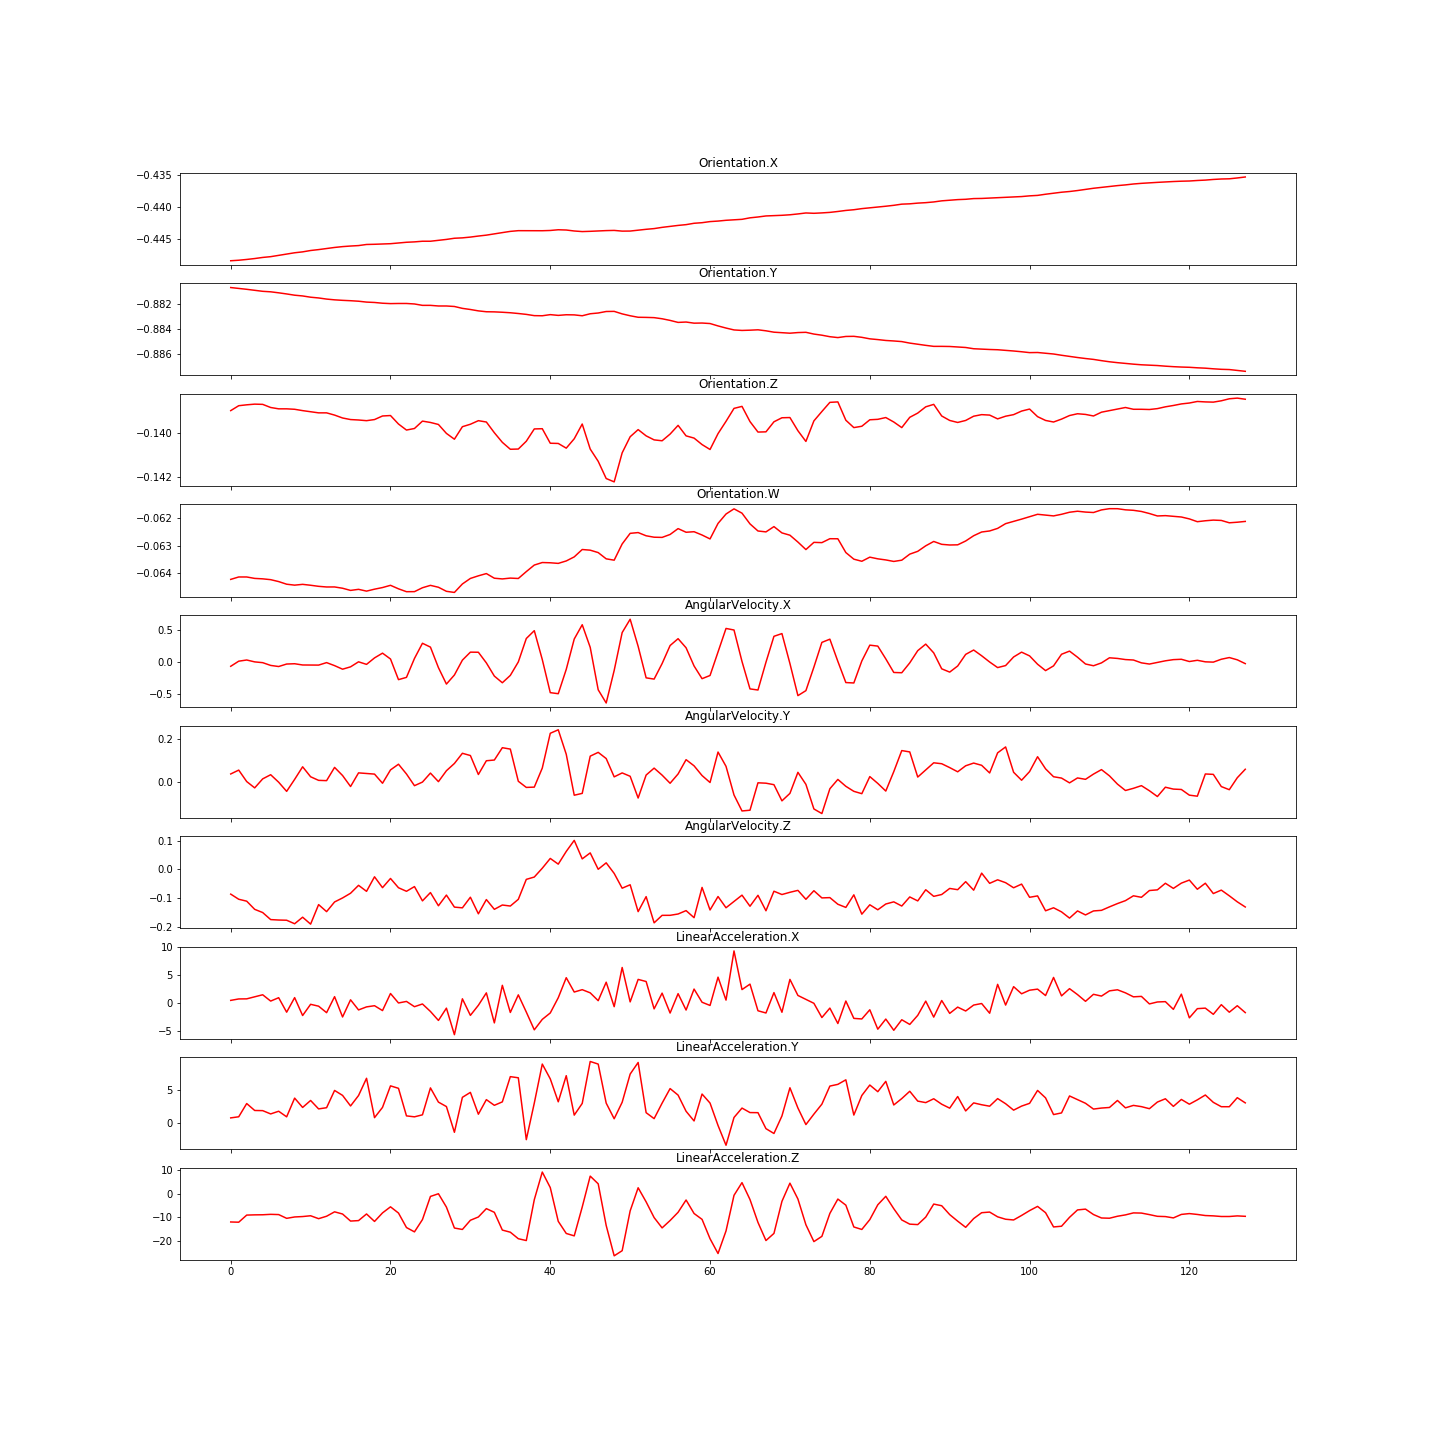 Orientation.X
−0.435
−0.440
−0.445
Orientation.Y
−0.882
−0.884
−0.886
Orientation.Z
−0.140
−0.142
Orientation.W
−0.062
−0.063
−0.064
AngularVelocity.X
0.5
0.0
−0.5
AngularVelocity.Y
0.2
0.0
AngularVelocity.Z
0.1
0.0
−0.1
−0.2
LinearAcceleration.X
10
5
0
−5
LinearAcceleration.Y
5
0
LinearAcceleration.Z
10
0
−10
−20
0 20 40 60 80 100 120